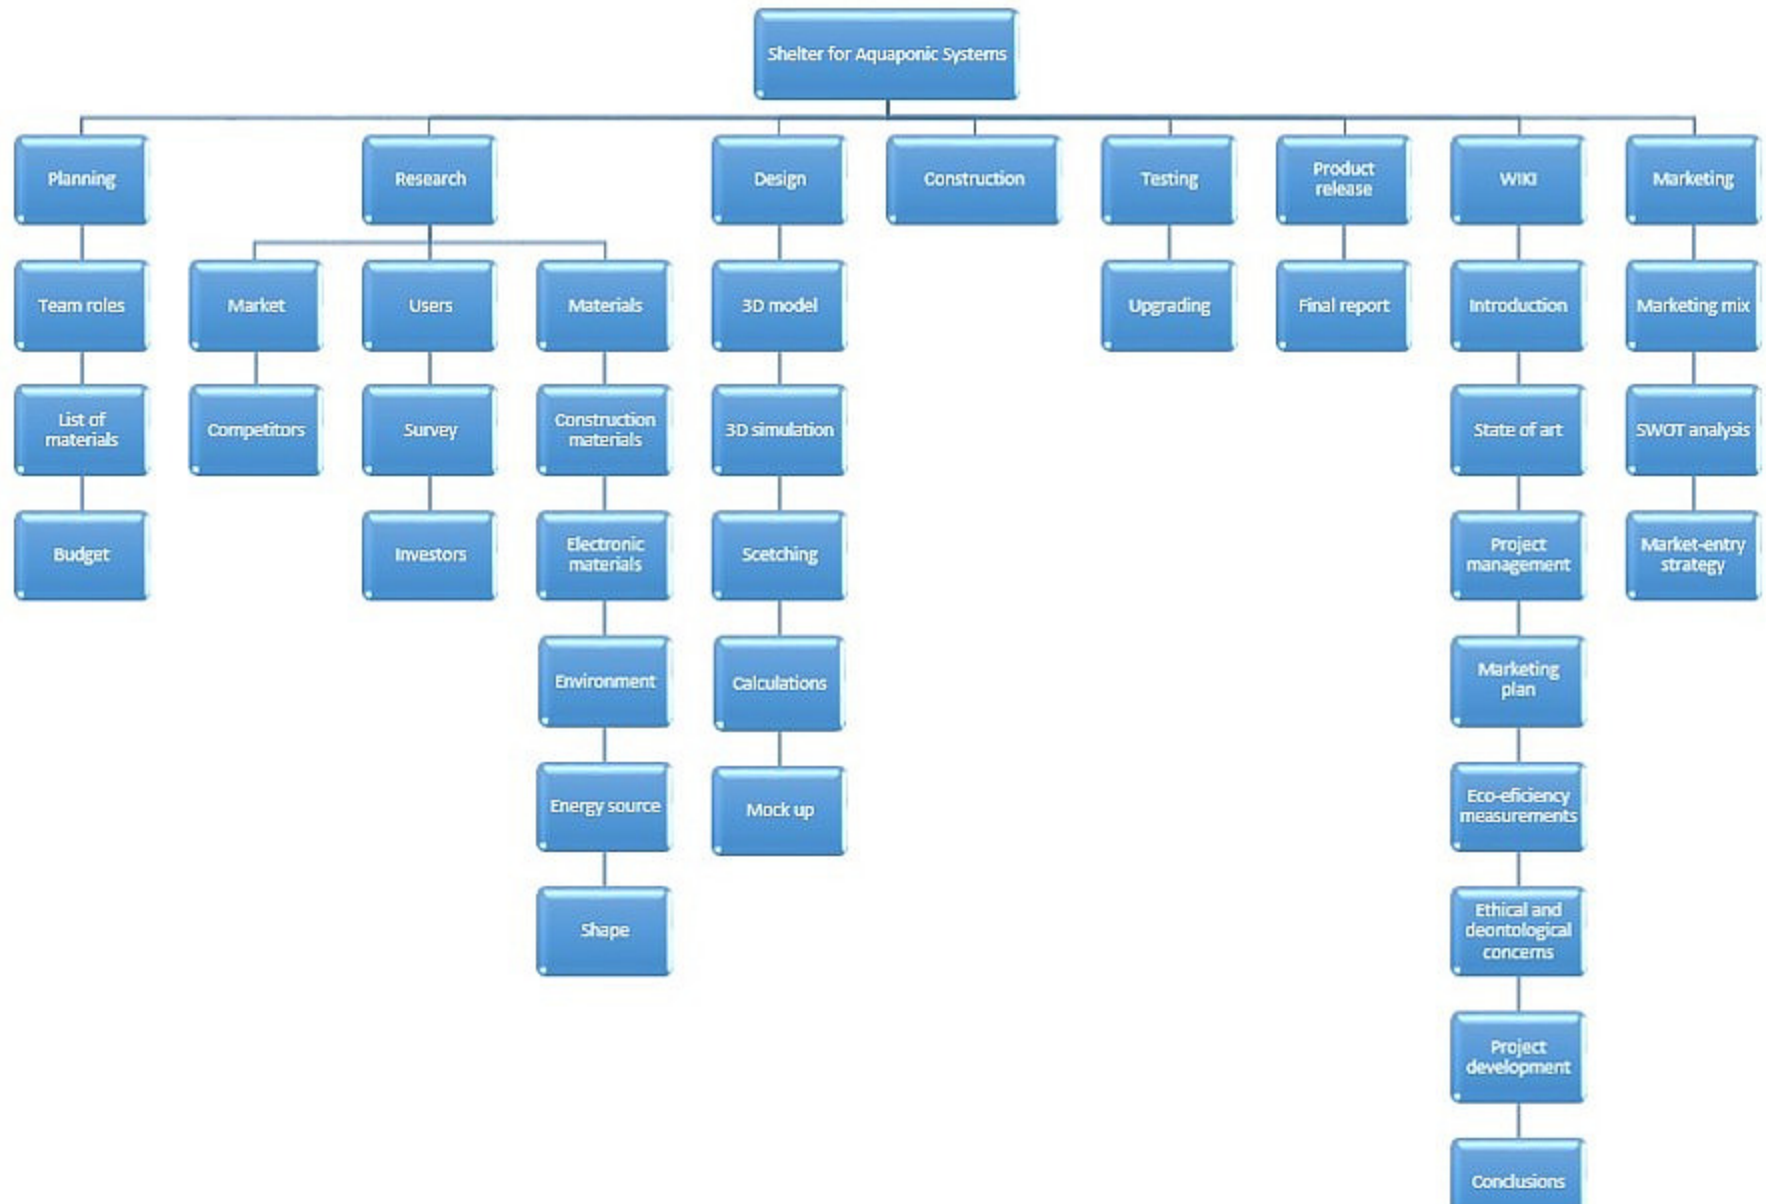 Shelter for Aquaponic Systems
Planning
Research
Design
Construction
Testing
Product
release
WIKI
Marketing
Team roles
Market
Users
Materials
3D model
Upgrading
Final report
Introduction
Marketing mix
List of
materials
Competitors
Survey
Construction
materials
3D simulation
State of art
SWOT analysis
Budget
Investors
Electronic
materials
Scetching
Project
management
Market-entry
strategy
Environment
Calculations
Marketing
plan
Energy source
Mock up
Eco-eficiency
measurements
Shape
Ethical and
deontological
concerns
Project
development
Conclusions